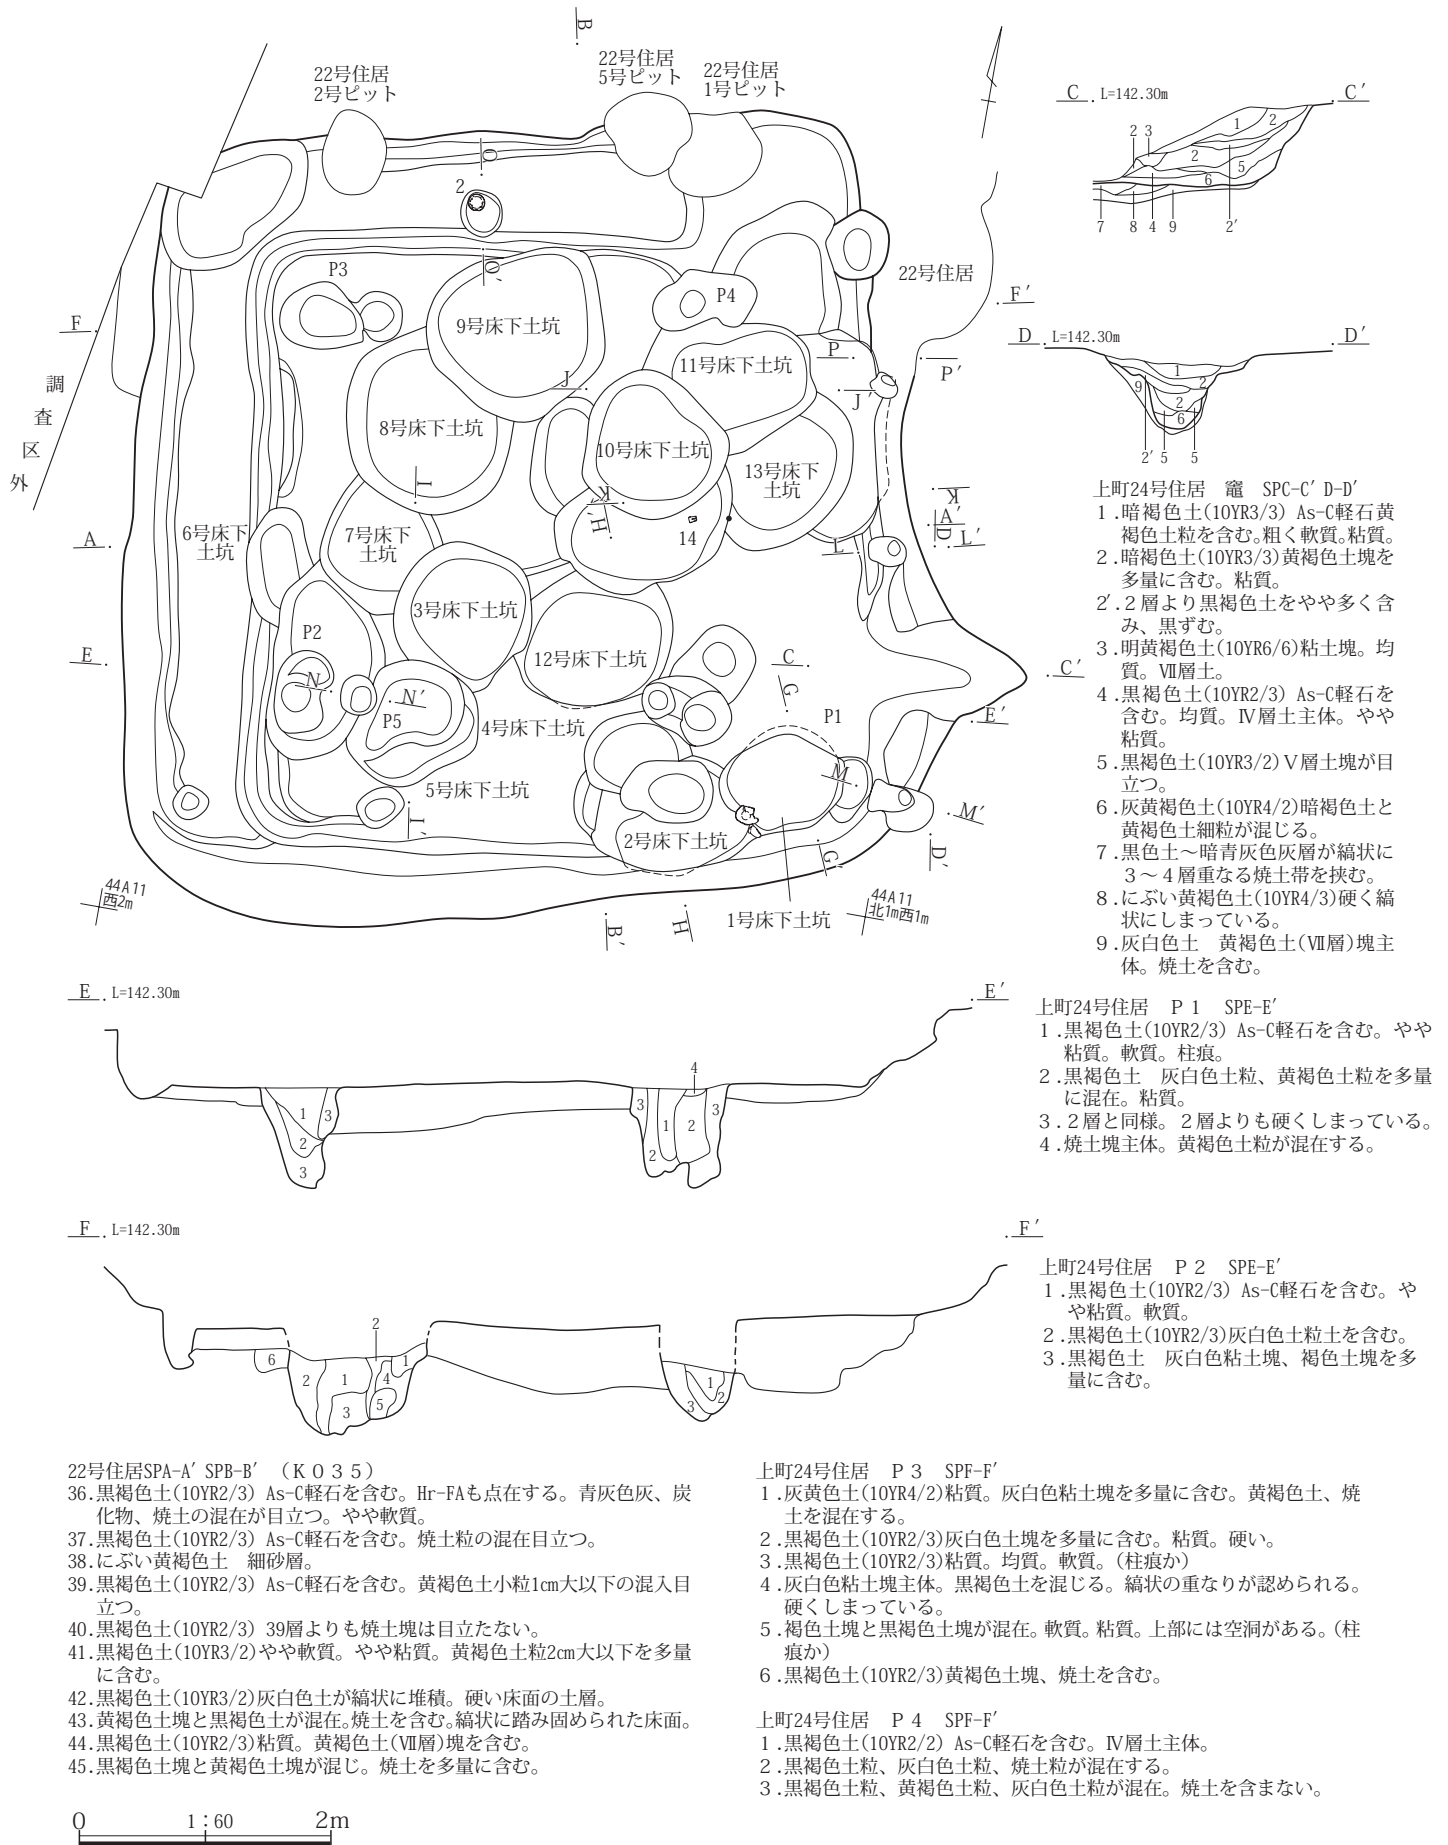 B
22号住居
2号ピット
22号住居
5号ピット
22号住居
1号ピット
O
2
O′
P3
P4
22号住居
F
F′
9号床下土坑
P
P′
11号床下土坑
J
J′
調査区外
8号床下土坑
10号床下土坑
13号床下
土坑
I
K′
K
H′
14
A
A′
D
6号床下
土坑
7号床下
土坑
L
L′
3号床下土坑
P2
E
12号床下土坑
C
C′
N
N′
G
P5
P1
E′
4号床下土坑
M
M′
5号床下土坑
I′
2号床下土坑
G′
D′
44A11
西2m
44A11
北1m西1m
1号床下土坑
B′
H
C L=142.30m C′
1 2
2 3
2
5
6
7 8 4 9 2′
D L=142.30m D′
1
9 2
2
6
2′ 5 5
上町24号住居 竈 SPC-C′ D-D′
1.暗褐色土(10YR3/3) As-C軽石黄
褐色土粒を含む。粗く軟質。粘質。
2.暗褐色土(10YR3/3)黄褐色土塊を
多量に含む。粘質。
2′.2層より黒褐色土をやや多く含
み、黒ずむ。
3.明黄褐色土(10YR6/6)粘土塊。均
質。Ⅶ層土。
4.黒褐色土(10YR2/3) As-C軽石を
含む。均質。Ⅳ層土主体。やや
粘質。
5.黒褐色土(10YR3/2)Ⅴ層土塊が目
立つ。
6.灰黄褐色土(10YR4/2)暗褐色土と
黄褐色土細粒が混じる。
7.黒色土～暗青灰色灰層が縞状に
3～4層重なる焼土帯を挟む。
8.にぶい黄褐色土(10YR4/3)硬く縞
状にしまっている。
9.灰白色土 黄褐色土(Ⅶ層)塊主
体。焼土を含む。
E L=142.30m E′
4
1 3
2
3
3 1 2 3
2
上町24号住居 P1 SPE-E′
1.黒褐色土(10YR2/3) As-C軽石を含む。やや
粘質。軟質。柱痕。
2.黒褐色土 灰白色土粒、黄褐色土粒を多量
に混在。粘質。
3.2層と同様。2層よりも硬くしまっている。
4.焼土塊主体。黄褐色土粒が混在する。
F L=142.30m F′
2
6 2 1 4 1
3 5
1
3 2
上町24号住居 P2 SPE-E′
1.黒褐色土(10YR2/3) As-C軽石を含む。や
や粘質。軟質。
2.黒褐色土(10YR2/3)灰白色土粒土を含む。
3.黒褐色土 灰白色粘土塊、褐色土塊を多
量に含む。
22号住居SPA-A′ SPB-B′ （K035）
36.黒褐色土(10YR2/3) As-C軽石を含む。Hr-FAも点在する。青灰色灰、炭
化物、焼土の混在が目立つ。やや軟質。
37.黒褐色土(10YR2/3) As-C軽石を含む。焼土粒の混在目立つ。
38.にぶい黄褐色土 細砂層。
39.黒褐色土(10YR2/3) As-C軽石を含む。黄褐色土小粒1cm大以下の混入目
立つ。
40.黒褐色土(10YR2/3) 39層よりも焼土塊は目立たない。
41.黒褐色土(10YR3/2)やや軟質。やや粘質。黄褐色土粒2cm大以下を多量
に含む。
42.黒褐色土(10YR3/2)灰白色土が縞状に堆積。硬い床面の土層。
43.黄褐色土塊と黒褐色土が混在。焼土を含む。縞状に踏み固められた床面。
44.黒褐色土(10YR2/3)粘質。黄褐色土(Ⅶ層)塊を含む。
45.黒褐色土塊と黄褐色土塊が混じ。焼土を多量に含む。
上町24号住居 P3 SPF-F′
1.灰黄色土(10YR4/2)粘質。灰白色粘土塊を多量に含む。黄褐色土、焼
土を混在する。
2.黒褐色土(10YR2/3)灰白色土塊を多量に含む。粘質。硬い。
3.黒褐色土(10YR2/3)粘質。均質。軟質。（柱痕か）
4.灰白色粘土塊主体。黒褐色土を混じる。縞状の重なりが認められる。
硬くしまっている。
5.褐色土塊と黒褐色土塊が混在。軟質。粘質。上部には空洞がある。（柱
痕か）
6.黒褐色土(10YR2/3)黄褐色土塊、焼土を含む。
上町24号住居 P4 SPF-F′
1.黒褐色土(10YR2/2) As-C軽石を含む。Ⅳ層土主体。
2.黒褐色土粒、灰白色土粒、焼土粒が混在する。
3.黒褐色土粒、黄褐色土粒、灰白色土粒が混在。焼土を含まない。
0 1：60 2m